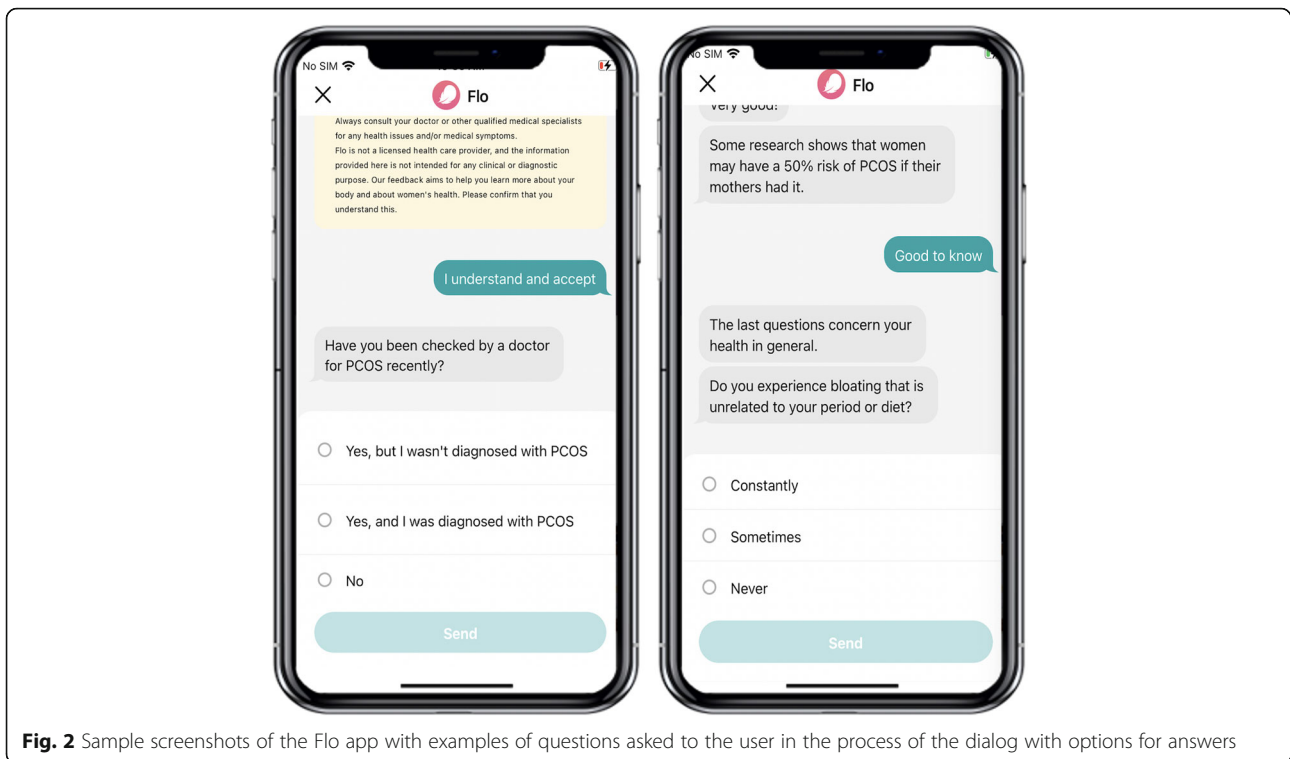 No SIM
Flo
Always consult your doctor or other qualified medical specialists
for any health issues and/or medical symptoms.
Flo is not a licensed health care provider, and the information
provided here is not intended for any clinical or diagnostic
purpose. Our feedback aims to help you learn more about your
body and about women's health. Please confirm that you
understand this.
I understand and accept
Have you been checked by a doctor
for PCOS recently?
Yes, but I wasn't diagnosed with PCOS
Yes, and I was diagnosed with PCOS
No
Send
No SIM
Flo
very good!
Some research shows that women
may have a 50% risk of PCOS if their
mothers had it.
Good to know
The last questions concern your
health in general.
Do you experience bloating that is
unrelated to your period or diet?
Constantly
Sometimes
Never
Send
Fig. 2 Sample screenshots of the Flo app with examples of questions asked to the user in the process of the dialog with options for answers